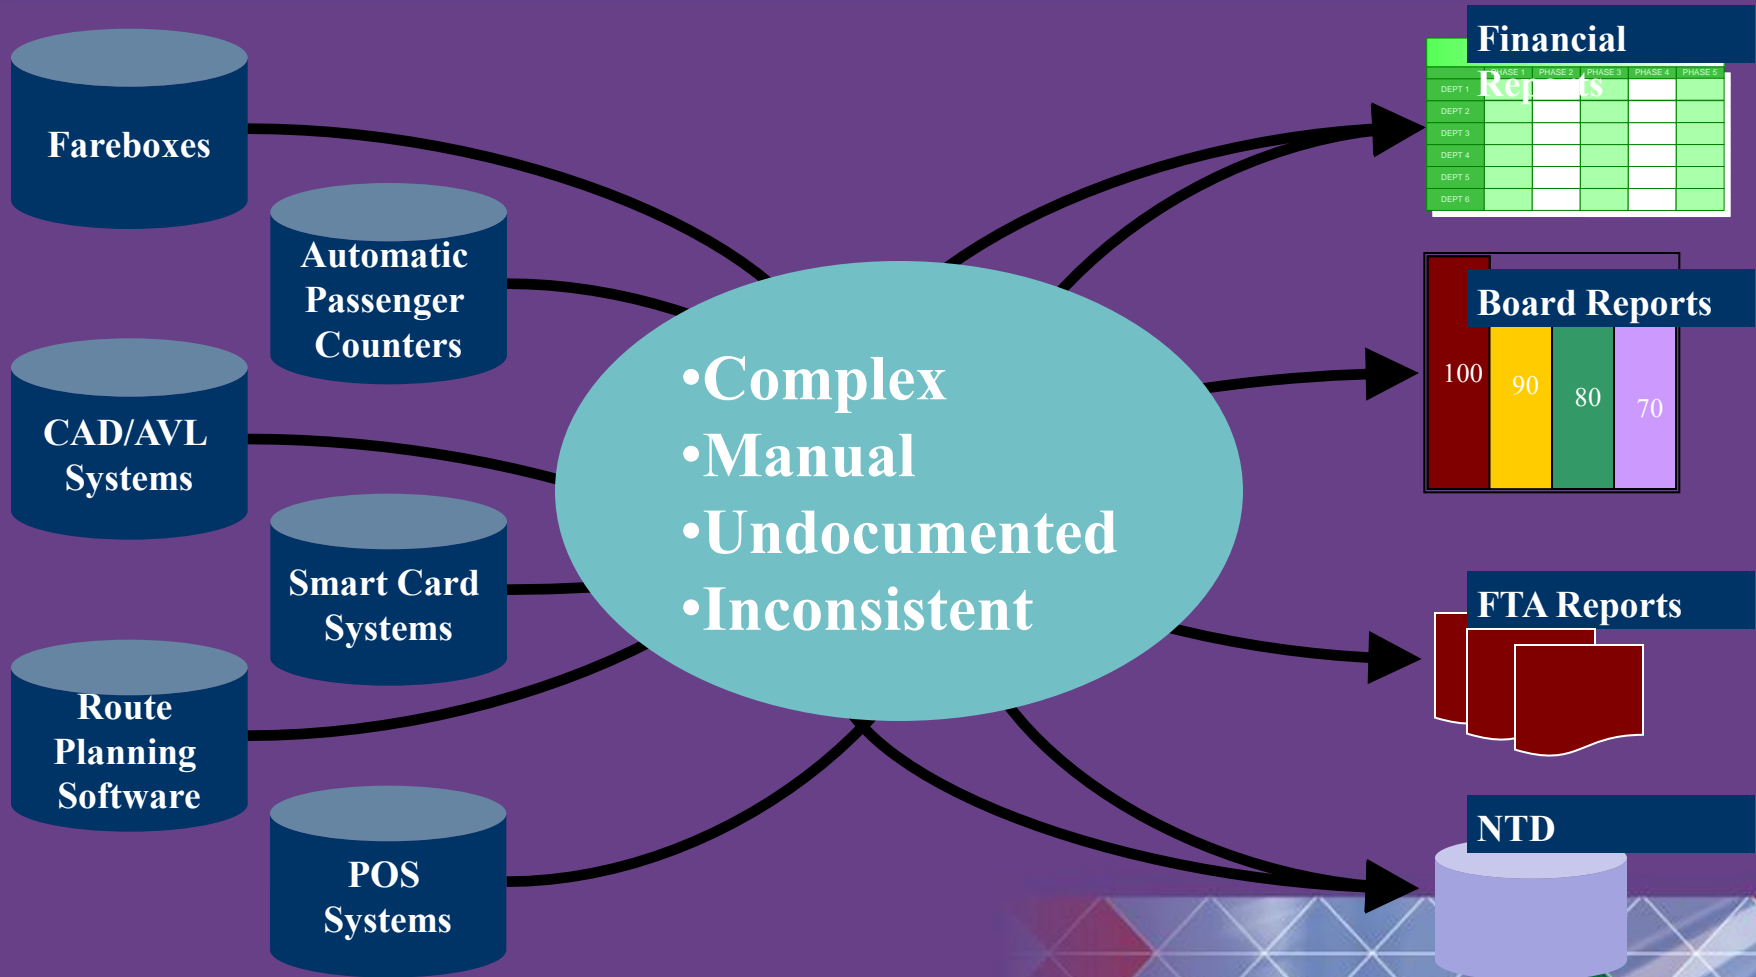 Fareboxes
Automatic
Passenger
Counters
CAD/AVL
Systems
Smart Card
Systems
Route
Planning
Software
POS
Systems
•Complex
•Manual
•Undocumented
•Inconsistent
Financial
Reports
PHASE 1 PHASE 2 PHASE 3 PHASE 4 PHASE 5
DEPT 1
DEPT 2
DEPT 3
DEPT 4
DEPT 5
DEPT 6
Board Reports
100
90
80
70
FTA Reports
NTD